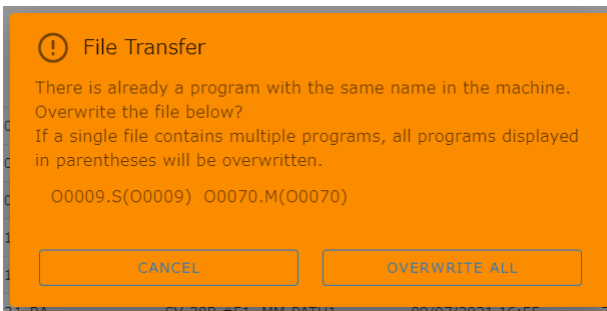 File Transfer
There is already a program with the same name in the machine.
Overwrite the file below?
If a single file contains multiple programs, all programs displayed
in parentheses will be overwritten.
O0009.S(O0009) O0070.M(O0070)
CANCEL OVERWRITE ALL